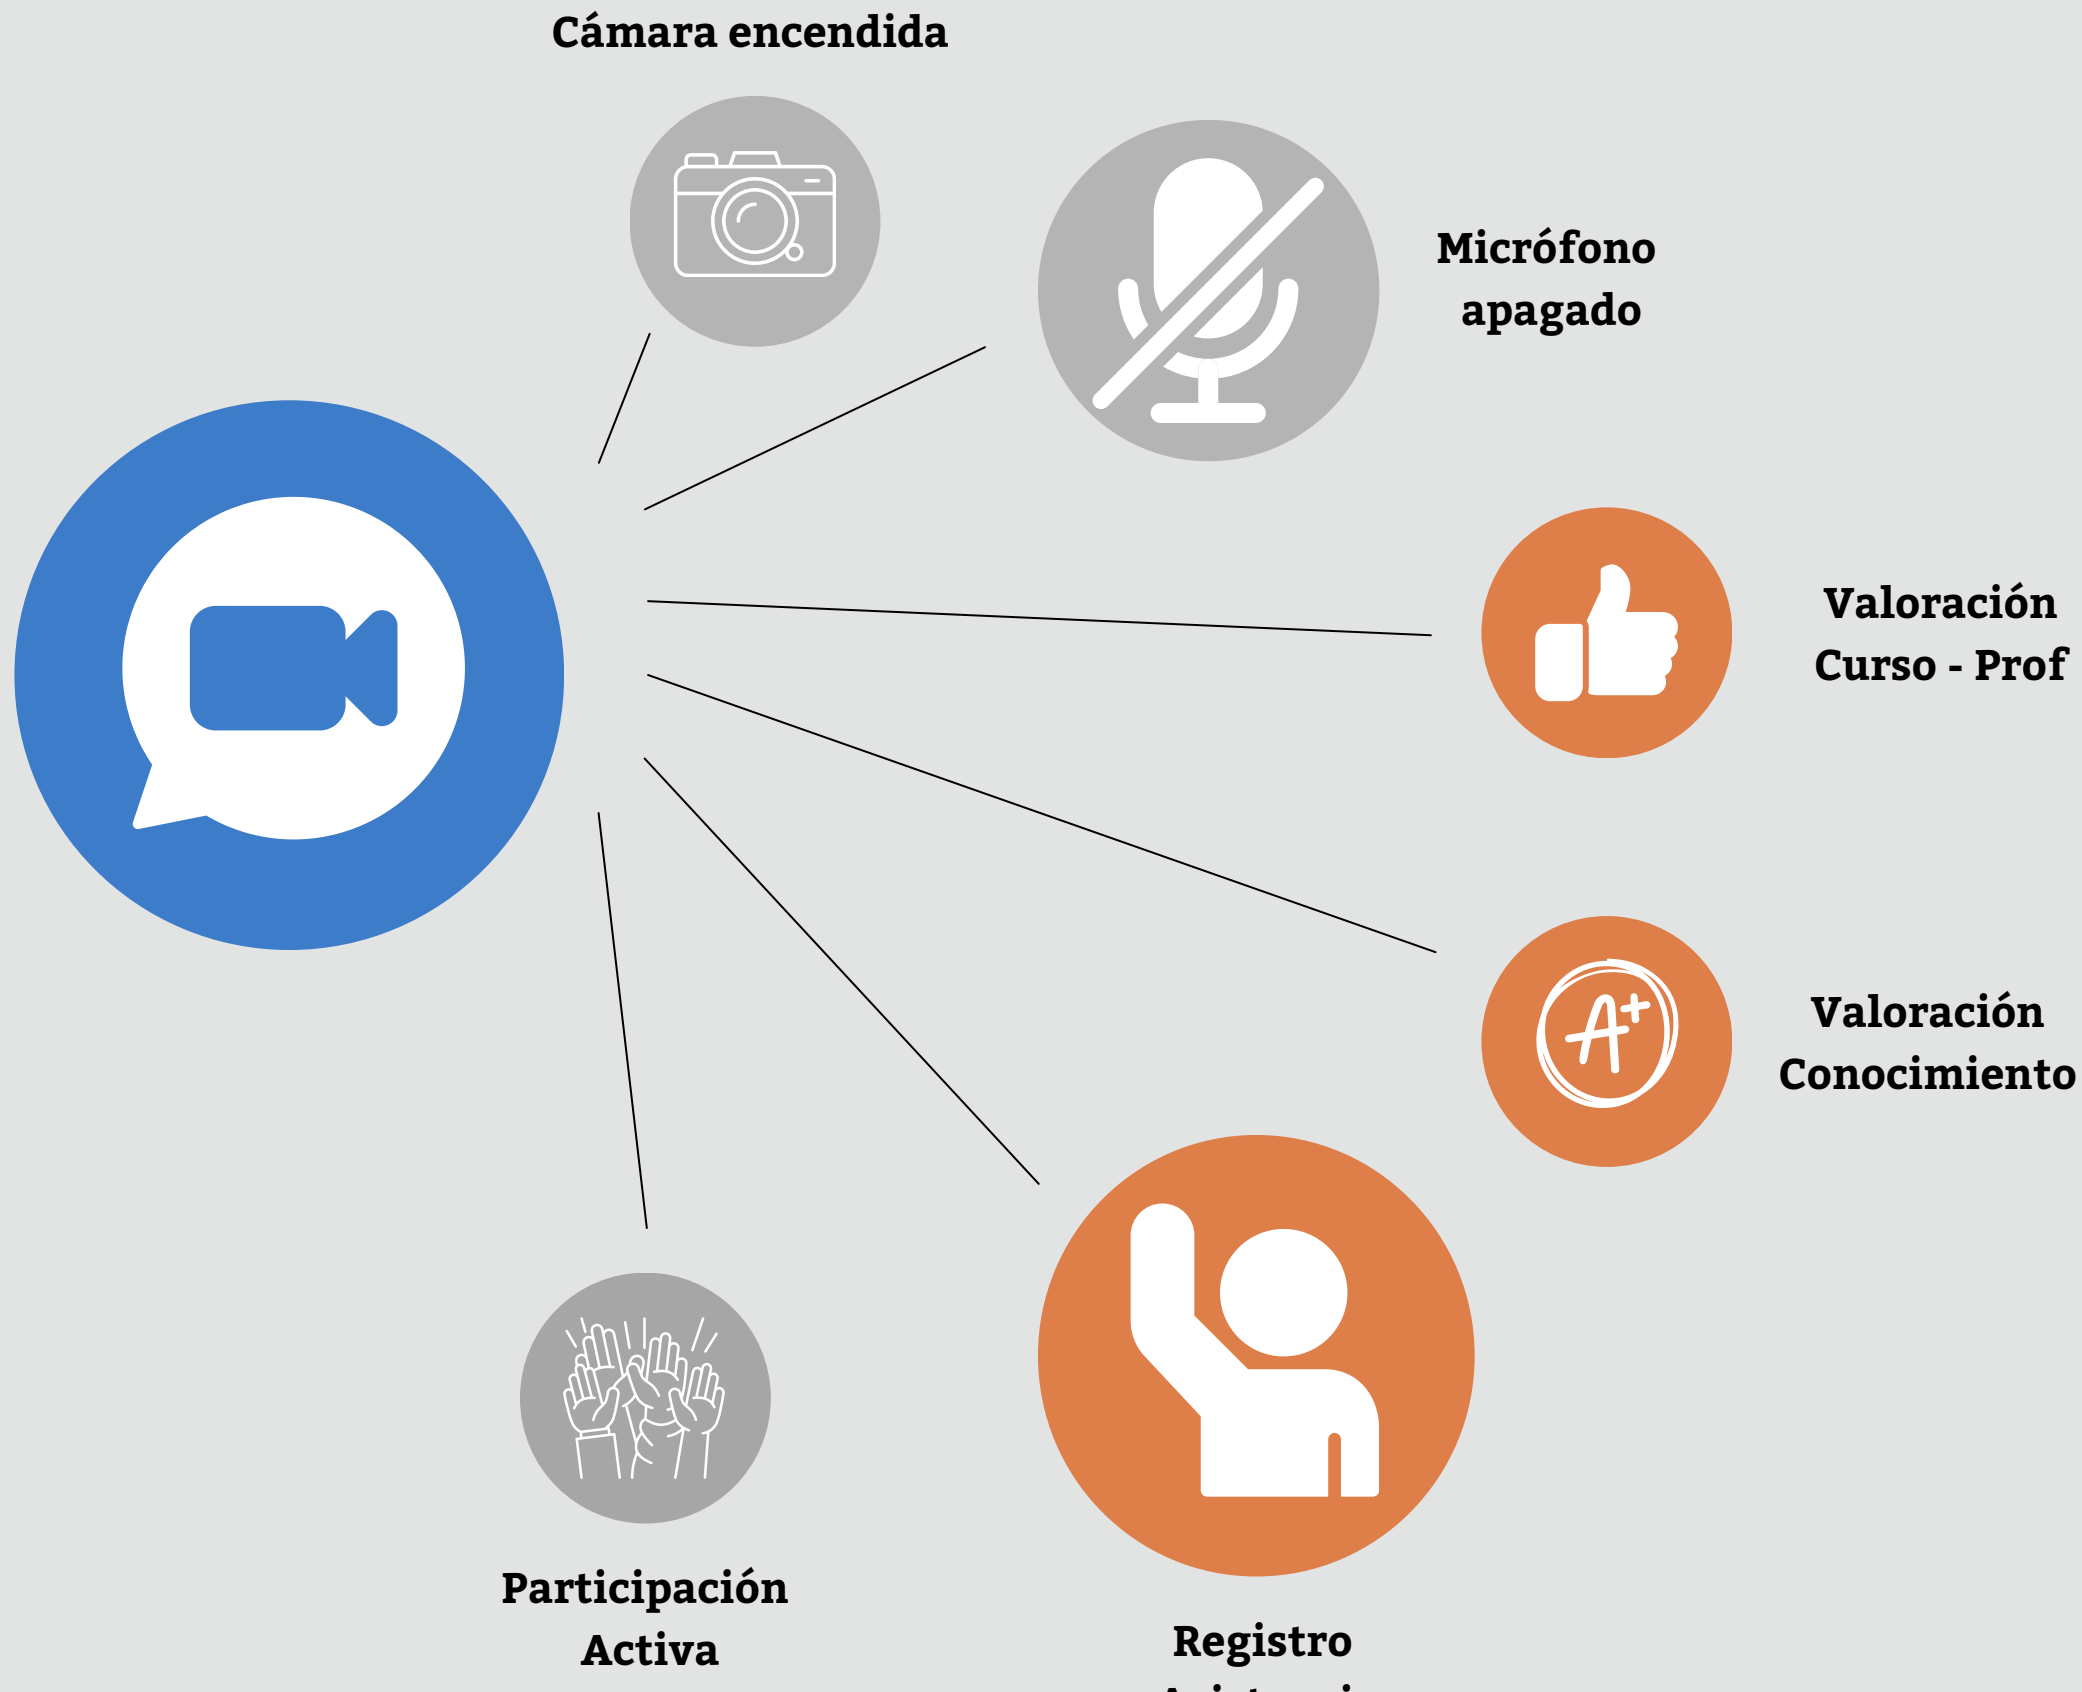 Cámara encendida
Micrófono
apagado
Valoración
Curso - Prof
Valoración
Conocimiento
A+
Participación
Activa
Registro